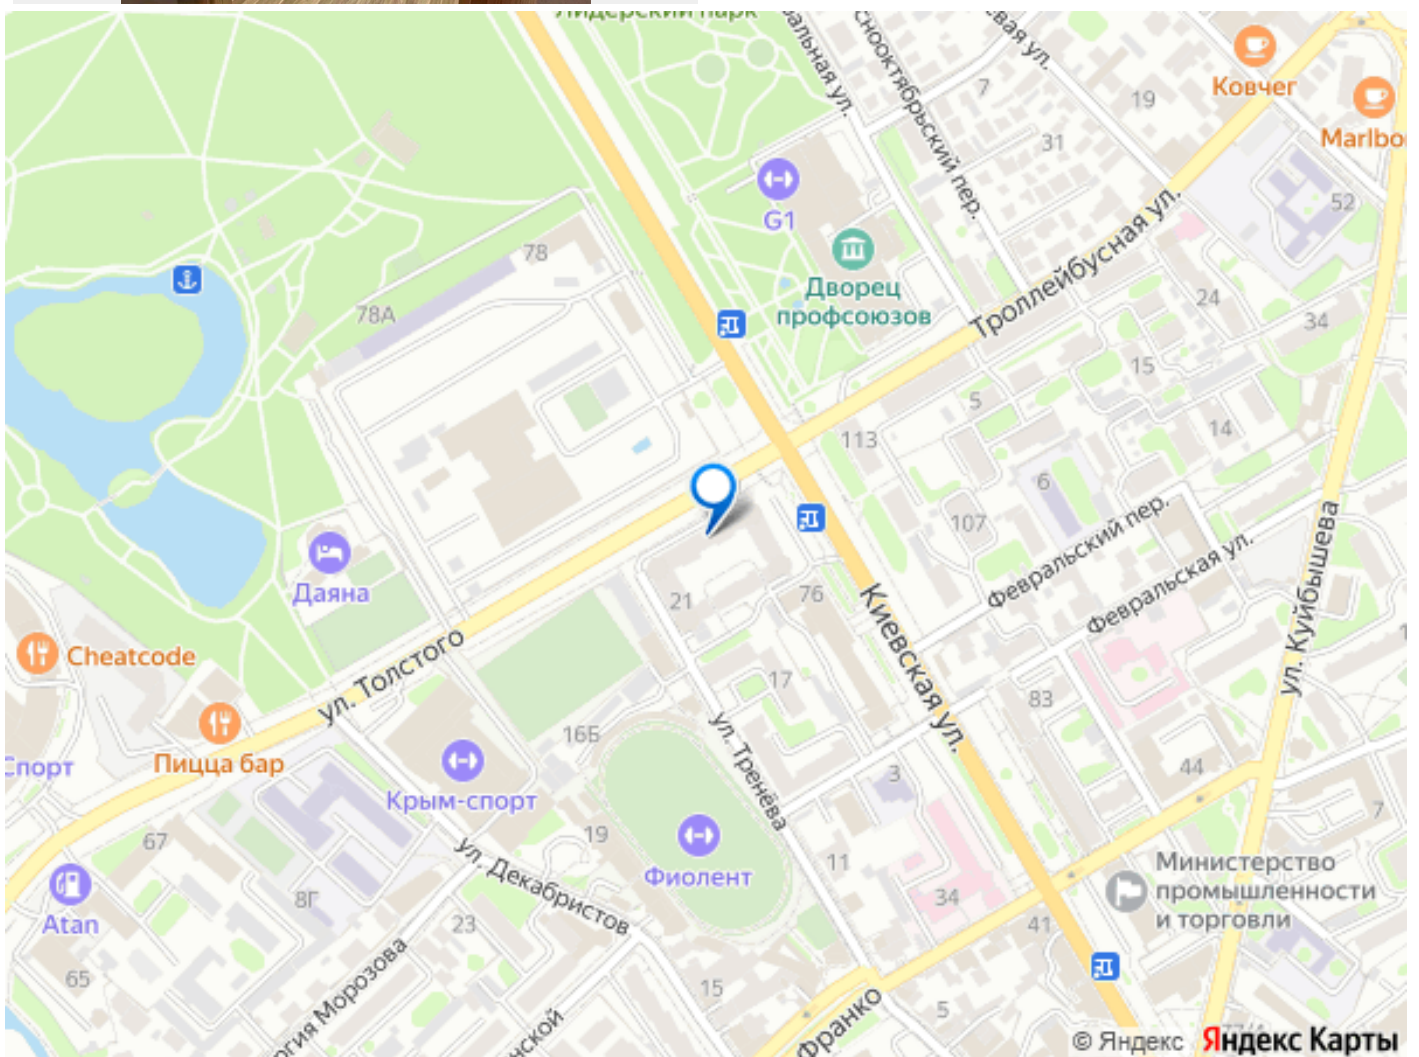 Лидерский парк
Ковчег
Marlbo
7
19
31
G1
52
78
Дворец
профсоюзов
78А
Троллейбусная ул.
24
34
15
5
14
113
6
107
Февральский пер.
Февральская ул.
ул. Куйбышева
Даяна
21
76
Киевская ул.
Cheatcode
ул. Толстого
17
83
16Б
Пицца бар
Спорт
ул. Тренёва
3
44
Крым-спорт
7
67
19
ул. Декабристов
Фиолент
11
Министерство
промышленности
и торговли
8Г
34
Atan
23
41
65
15
5
Франко
© Яндекс Яндекс Карты